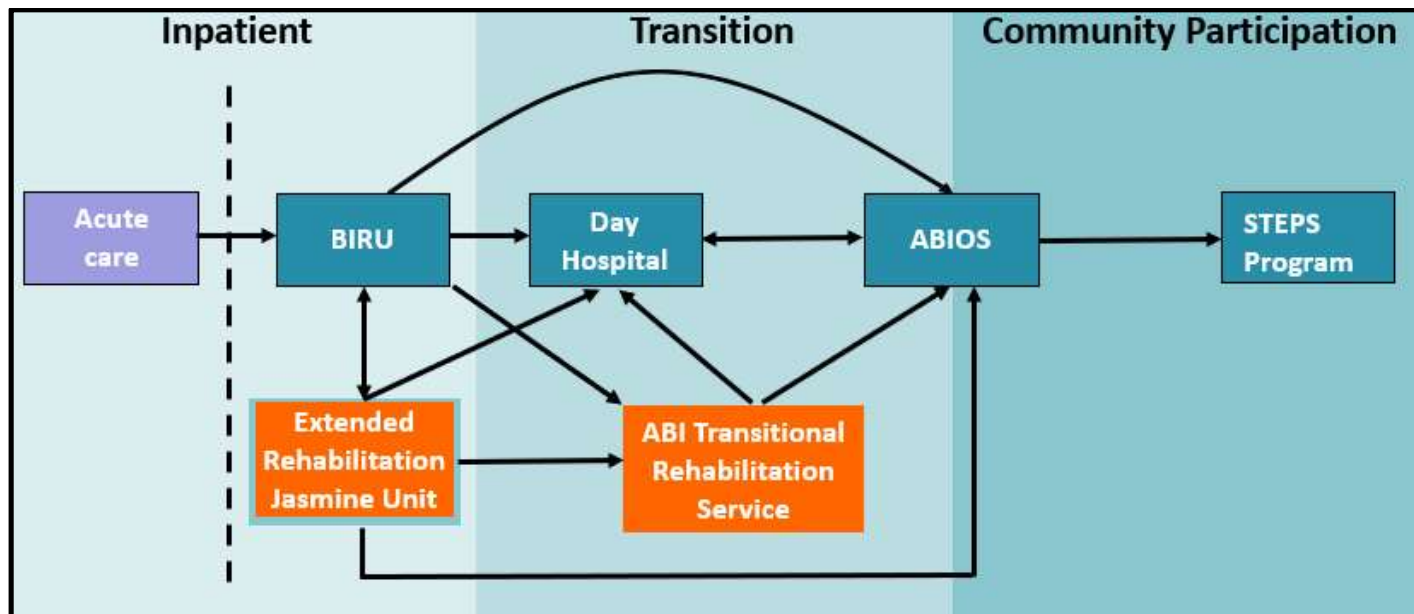 Inpatient
Transition
Community Participation
Acute
care
BIRU
Day
Hospital
ABIOS
STEPS
Program
Extended
Rehabilitation
Jasmine Unit
ABI Transitional
Rehabilitation
Service